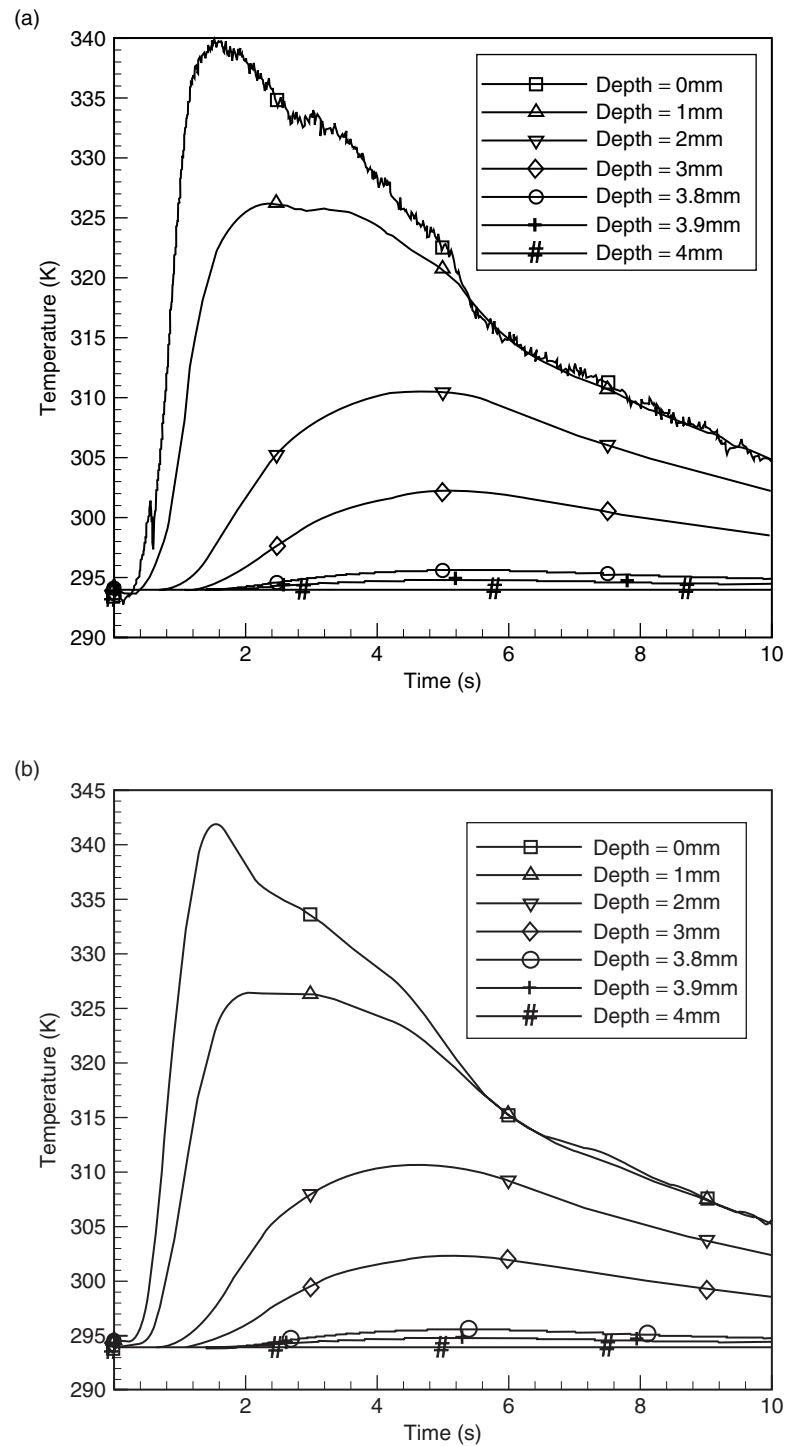 (a)
340
335
330
325
320
315
310
305
300
295
290
Temperature (K)
Depth = 0mm
Depth = 1mm
Depth = 2mm
Depth = 3mm
Depth = 3.8mm
Depth = 3.9mm
Depth = 4mm
2 4 6 8 10
Time (s)
(b)
345
340
335
330
325
320
315
310
305
300
295
290
Temperature (K)
Depth = 0mm
Depth = 1mm
Depth = 2mm
Depth = 3mm
Depth = 3.8mm
Depth = 3.9mm
Depth = 4mm
2 4 6 8 10
Time (s)